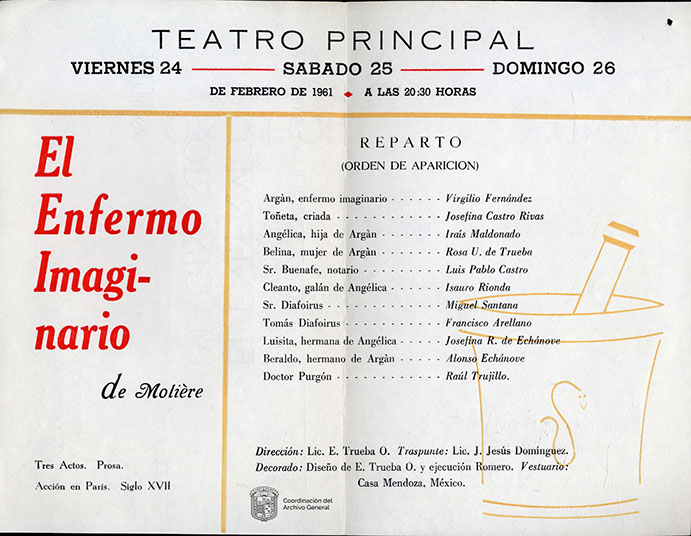 TEATRO PRINCIPAL
VIERNES 24 ——— SABADO 25 ——— DOMINGO 26
DE FEBRERO DE 1961 ♦ A LAS 20:30 HORAS
El
Enfermo
Imagi-
nario
de Molière
Tres Actos. Prosa.
Acción en París. Siglo XVII
REPARTO
(ORDEN DE APARICION)
Argàn, enfermo imaginario - - - - - - Virgilio Fernández
Toñeta, criada - - - - - - - - - - - Josefina Castro Rivas
Angélica, hija de Argàn - - - - - - Iraís Maldonado
Belina, mujer de Argàn - - - - - - - Rosa U. de Trueba
Sr. Buenafe, notario - - - - - - - - Luis Pablo Castro
Cleanto, galán de Angélica - - - - - Isauro Rionda
Sr. Diafoirus - - - - - - - - - - - Miguel Santana
Tomás Diafoirus - - - - - - - - - - Francisco Arellano
Luisita, hermana de Angélica - - - - Josefina R. de Echánove
Beraldo, hermano de Argàn - - - - - Alonso Echánove
Doctor Purgón - - - - - - - - - - - Raúl Trujillo.
Dirección: Lic. E. Trueba O. Traspunte: Lic. J. Jesús Domínguez.
Decorado: Diseño de E. Trueba O. y ejecución Romero. Vestuario:
Casa Mendoza, México.
Coordinación del
Archivo General